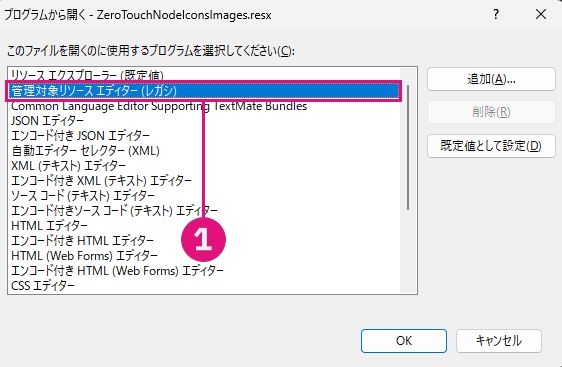 プログラムから開く - ZeroTouchNodeIconsImages.resx
? ×
このファイルを開くのに使用するプログラムを選択してください(C):
リソース エクスプローラー (既定値)
管理対象リソース エディター (レガシ)
Common Language Editor Supporting TextMate Bundles
JSON エディター
エンコード付き JSON エディター
自動エディター セレクター (XML)
XML (テキスト) エディター
エンコード付き XML (テキスト) エディター
ソース コード (テキスト) エディター
エンコード付きソース コード (テキスト) エディター
HTML エディター
エンコード付き HTML エディター
HTML (Web Forms) エディター
エンコード付き HTML (Web Forms) エディター
CSS エディター
1
追加(A)...
削除(R)
既定値として設定(D)
OK
キャンセル